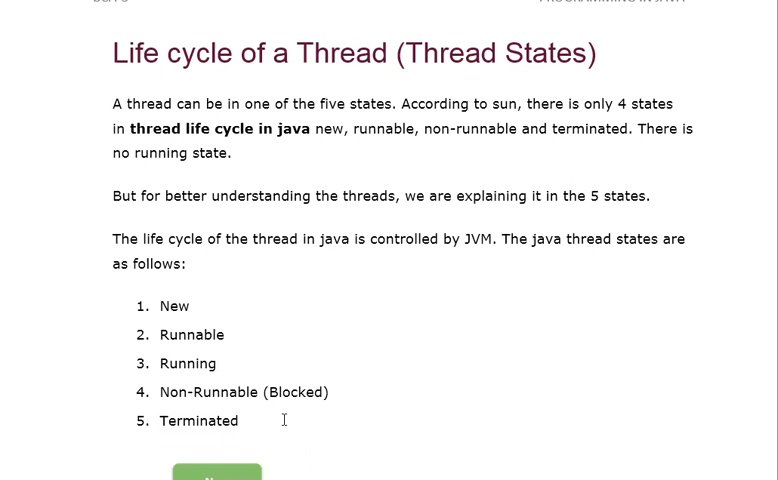 Life cycle of a Thread (Thread States)
A thread can be in one of the five states. According to sun, there is only 4 states
in thread life cycle in java new, runnable, non-runnable and terminated. There is
no running state.
But for better understanding the threads, we are explaining it in the 5 states.
The life cycle of the thread in java is controlled by JVM. The java thread states are
as follows:
1. New
2. Runnable
3. Running
4. Non-Runnable (Blocked)
5. Terminated